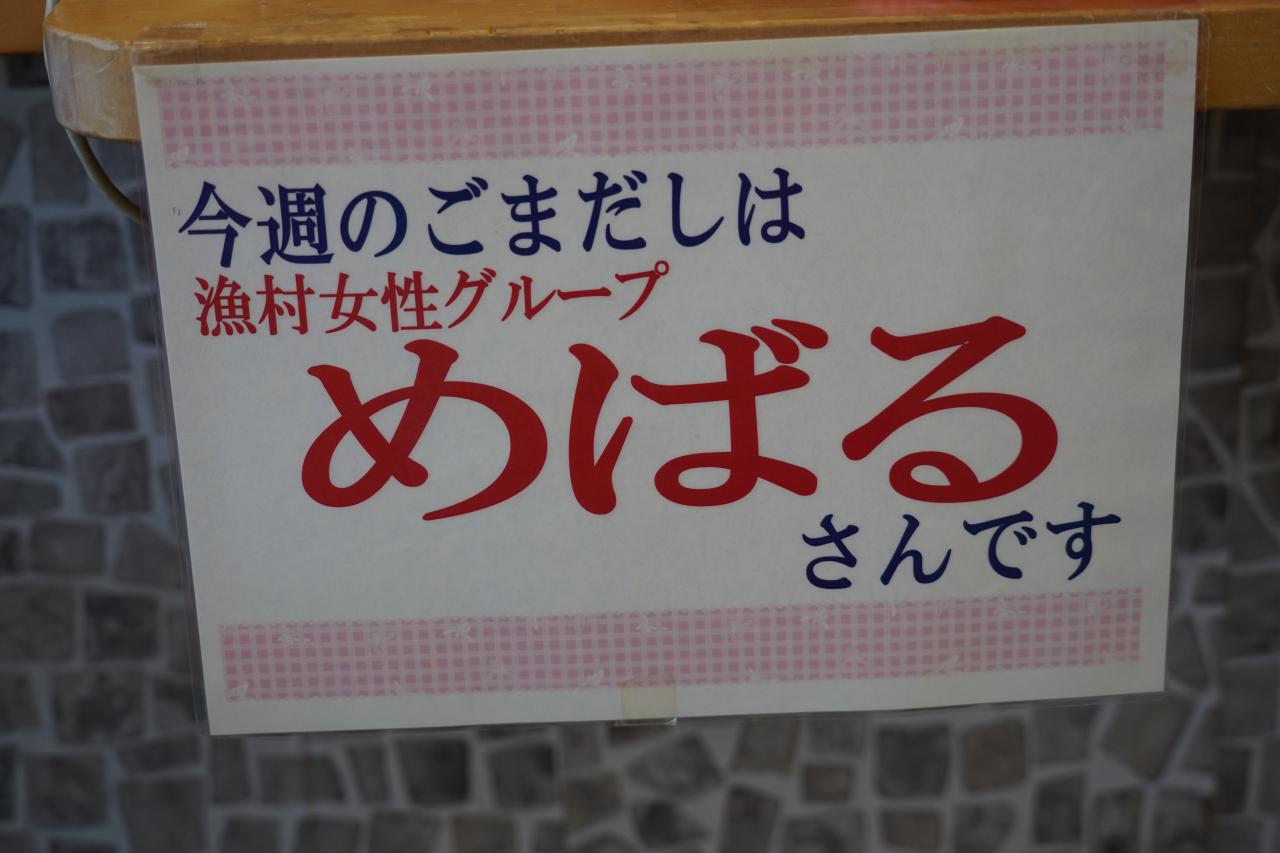 今週のごまだしは
漁村女性グループ
めばる
さんです